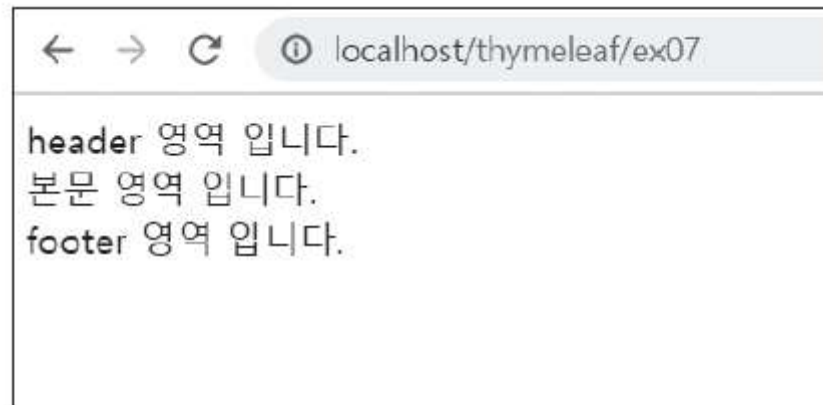 localhost/thymeleaf/ex07
header 영역 입니다.
본문 영역 입니다.
footer 영역 입니다.